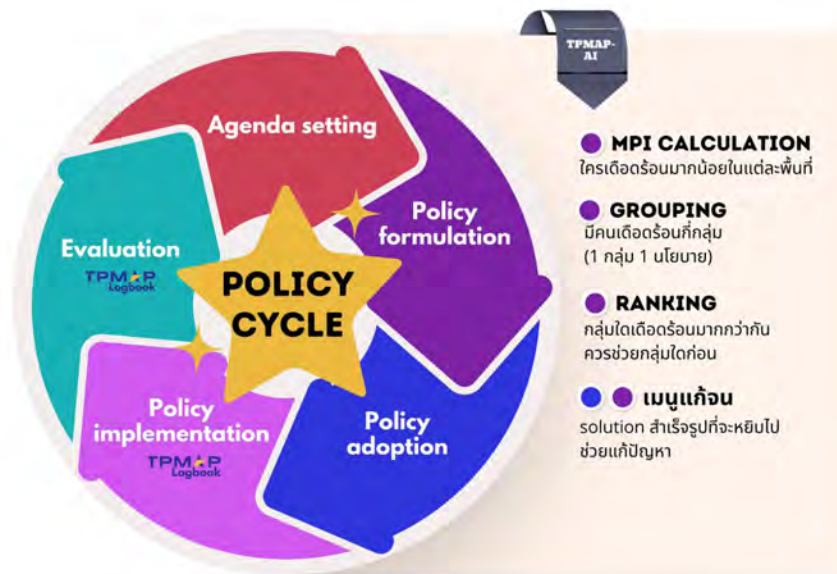 TPMAP-
AI
Agenda setting
Policy
formulation
Evaluation
TPMAP
Logbook
POLICY
CYCLE
Policy
implementation
TPMAP
Logbook
Policy
adoption
MPI CALCULATION
ใครเดือดร้อนมากน้อยในแต่ละพื้นที่
GROUPING
มีคนเดือดร้อนกี่กลุ่ม
(1 กลุ่ม 1 นโยบาย)
RANKING
กลุ่มใดเดือดร้อนมากกว่ากัน
ควรช่วยกลุ่มใดก่อน
เมนูแก้จน
solution สำเร็จรูปที่จะหยิบไป
ช่วยแก้ปัญหา